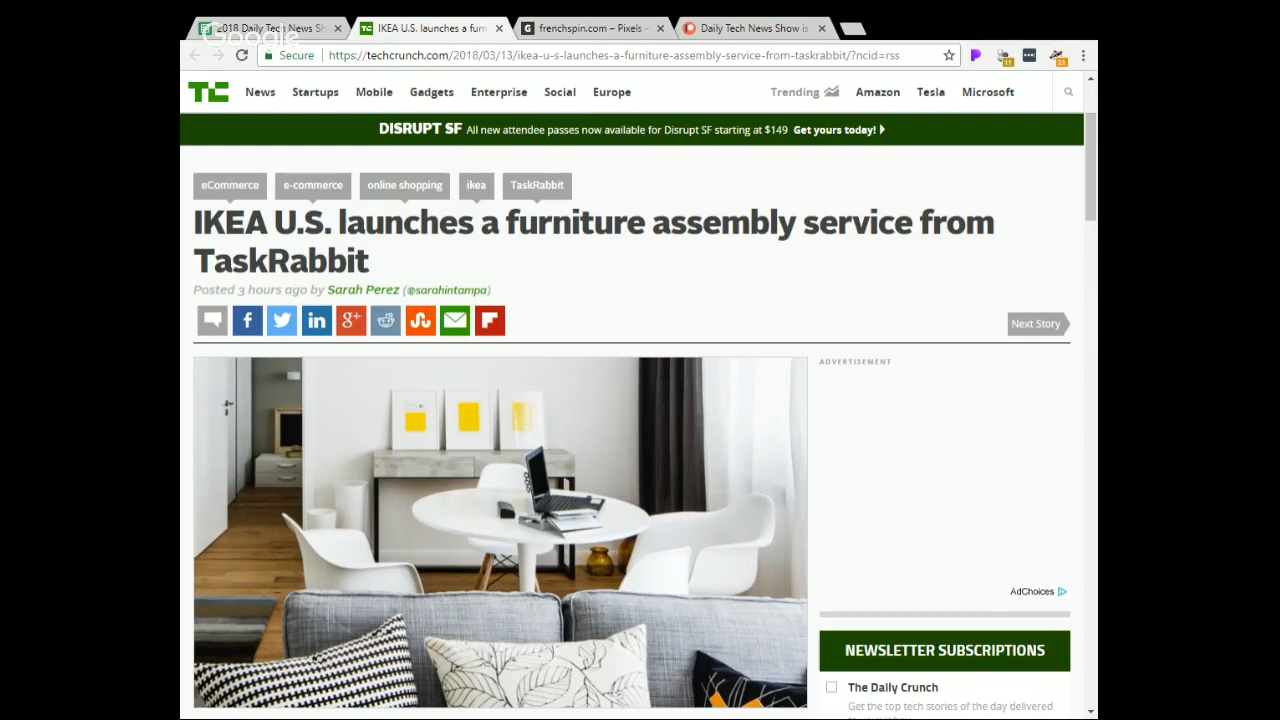 2018 Daily Tech News Sh
IKEA U.S. launches a furn
frenchspin.com ~ Pixels -
Daily Tech News Show is
Google
Secure
https://techcrunch.com/2018/03/13/ikea-u-s-launches-a-furniture-assembly-service-from-taskrabbit/?ncid=rss
11
23
TC News Startups Mobile Gadgets Enterprise Social Europe Trending Amazon Tesla Microsoft
DISRUPT SF All new attendee passes now available for Disrupt SF starting at $149 Get yours today!
eCommerce e-commerce online shopping ikea TaskRabbit
IKEA U.S. launches a furniture assembly service from
TaskRabbit
Posted 3 hours ago by Sarah Perez (@sarahintampa)
Next Story
ADVERTISEMENT
AdChoices
NEWSLETTER SUBSCRIPTIONS
The Daily Crunch
Get the top tech stories of the day delivered